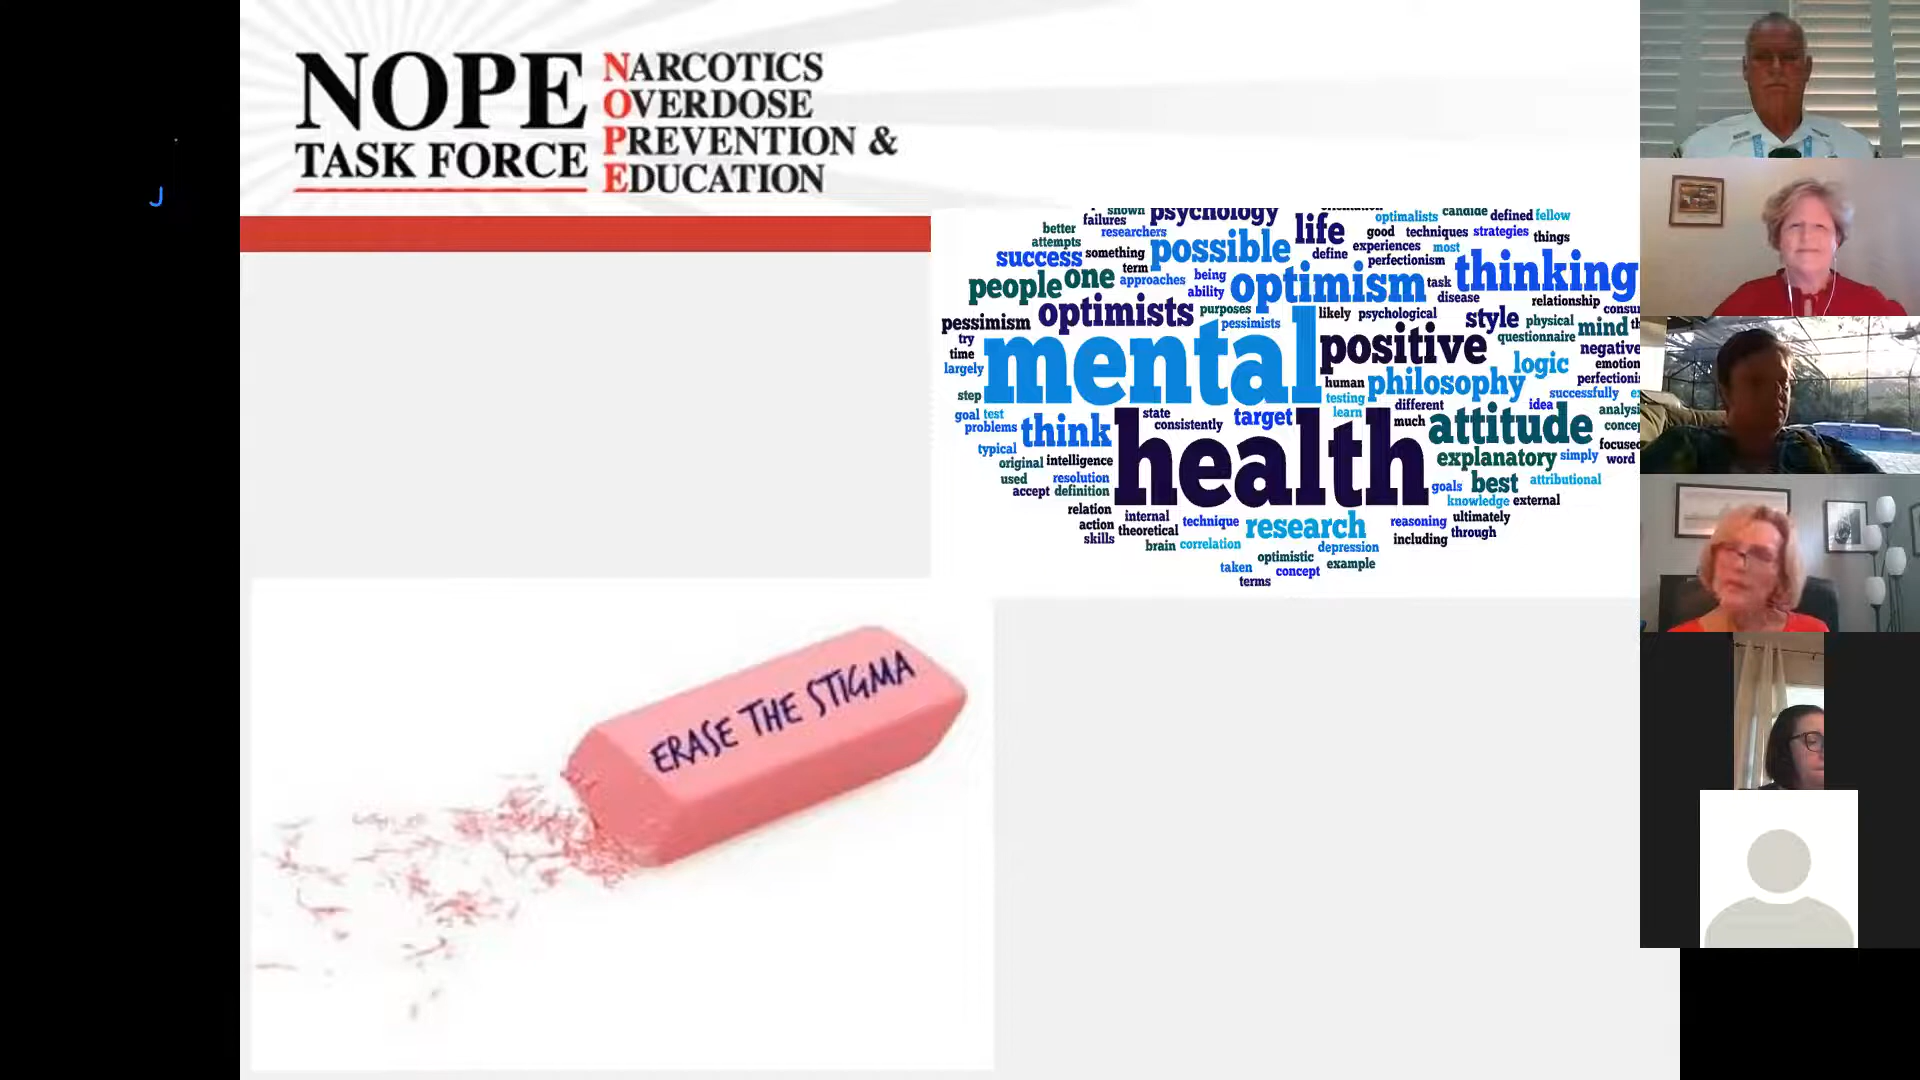 NOPE
TASK FORCE
NARCOTICS
OVERDOSE
PREVENTION &
EDUCATION
J
shown psychology life optimalists candide defined fellow
failures
better researchers possible good techniques strategies things
attempts something define experiences most
success term perfectionism thinking
people one approaches being optimism task
ability disease relationship
optimists purposes likely psychological style physical
pessimism pessimists mind
try mental positive questionnaire
time logic negative
largely human philosophy
step testing successfully
goal test state learn different idea
problems think consistently target much attitude
typical health explanatory simply word
original intelligence
used resolution goals best attributional
accept definition knowledge external
relation internal technique research reasoning ultimately
action theoretical including through
skills brain correlation depression
optimistic example
taken concept
terms
ERASE THE STIGMA